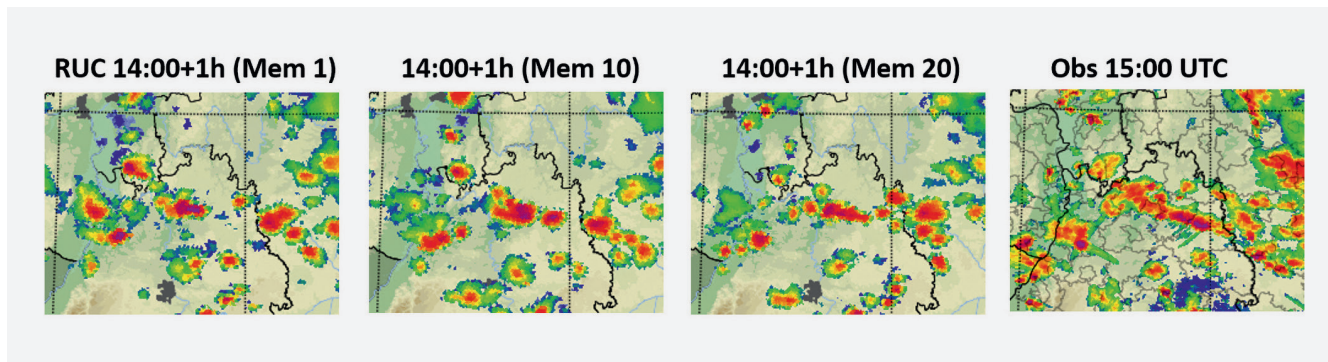 RUC 14:00+1h (Mem 1)
14:00+1h (Mem 10)
14:00+1h (Mem 20)
Obs 15:00 UTC